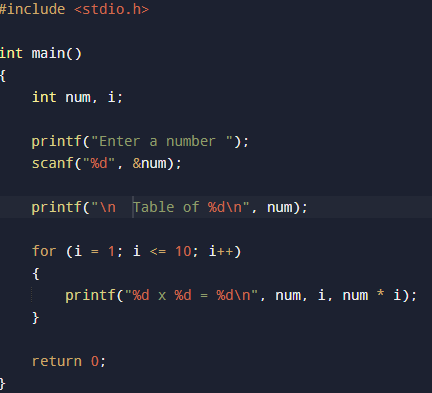 #include <stdio.h>

int main()
{
    int num, i;

    printf("Enter a number ");
    scanf("%d", &num);

    printf("\n  Table of %d\n", num);

    for (i = 1; i <= 10; i++)
    {
        printf("%d x %d = %d\n", num, i, num * i);
    }

    return 0;
}